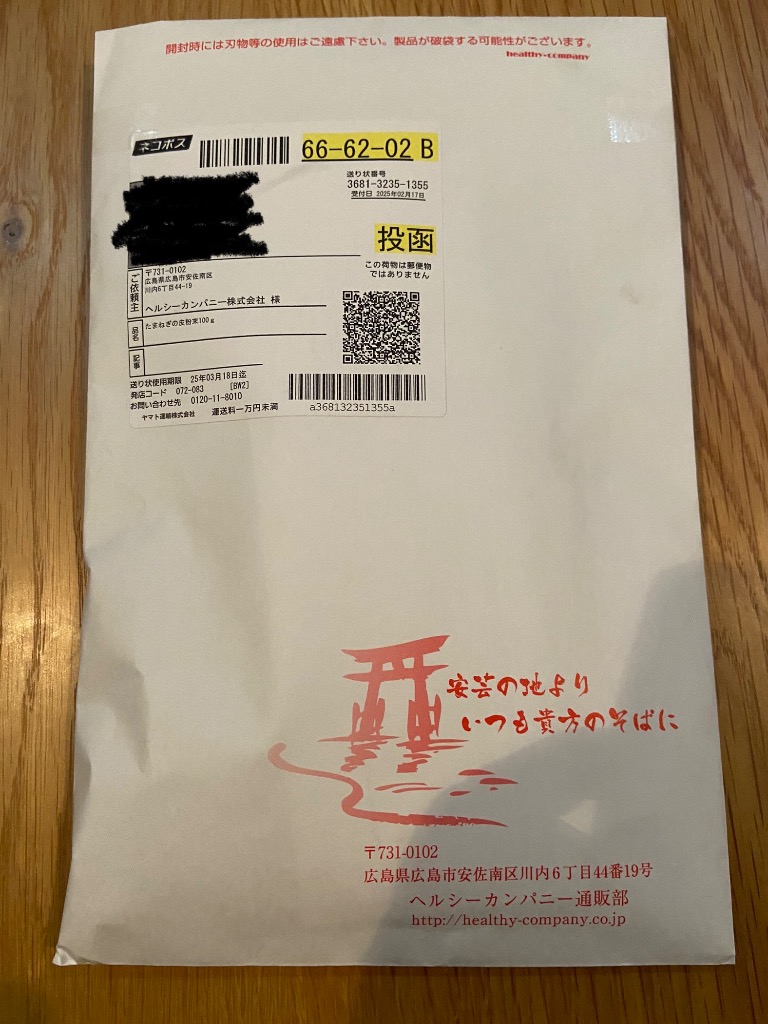 開封時には刃物等の使用はご遠慮下さい。製品が破袋する可能性がございます。
healthy-company
ネコポス
66-62-02 B
送り状番号
3681-3235-1355
受付日 2025年02月17日
投函
この荷物は郵便物
ではありません
ご依頼主
〒731-0102
広島県広島市安佐南区
川内6丁目44-19
ヘルシーカンパニー株式会社 様
品名
たまねぎの皮粉末100g
記事
送り状使用期限 25年03月18日迄
発店コード 072-083 [BW2]
お問い合わせ先 0120-11-8010
ヤマト運輸株式会社 運送料一万円未満
a368132351355a
安芸の地より
いつも貴方のそばに
〒731-0102
広島県広島市安佐南区川内6丁目44番19号
ヘルシーカンパニー通販部
http://healthy-company.co.jp